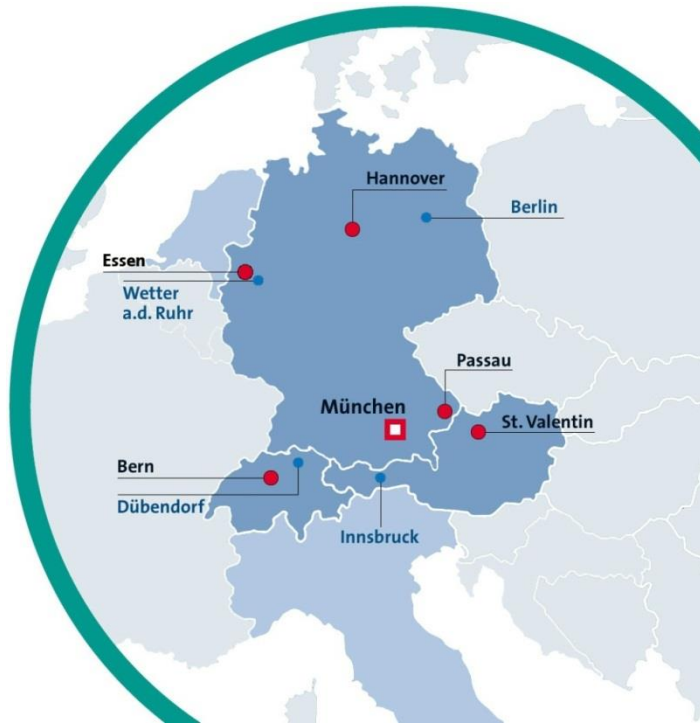 Hannover
Berlin
Essen
Wetter
a.d. Ruhr
Passau
München
St. Valentin
Bern
Dübendorf
Innsbruck